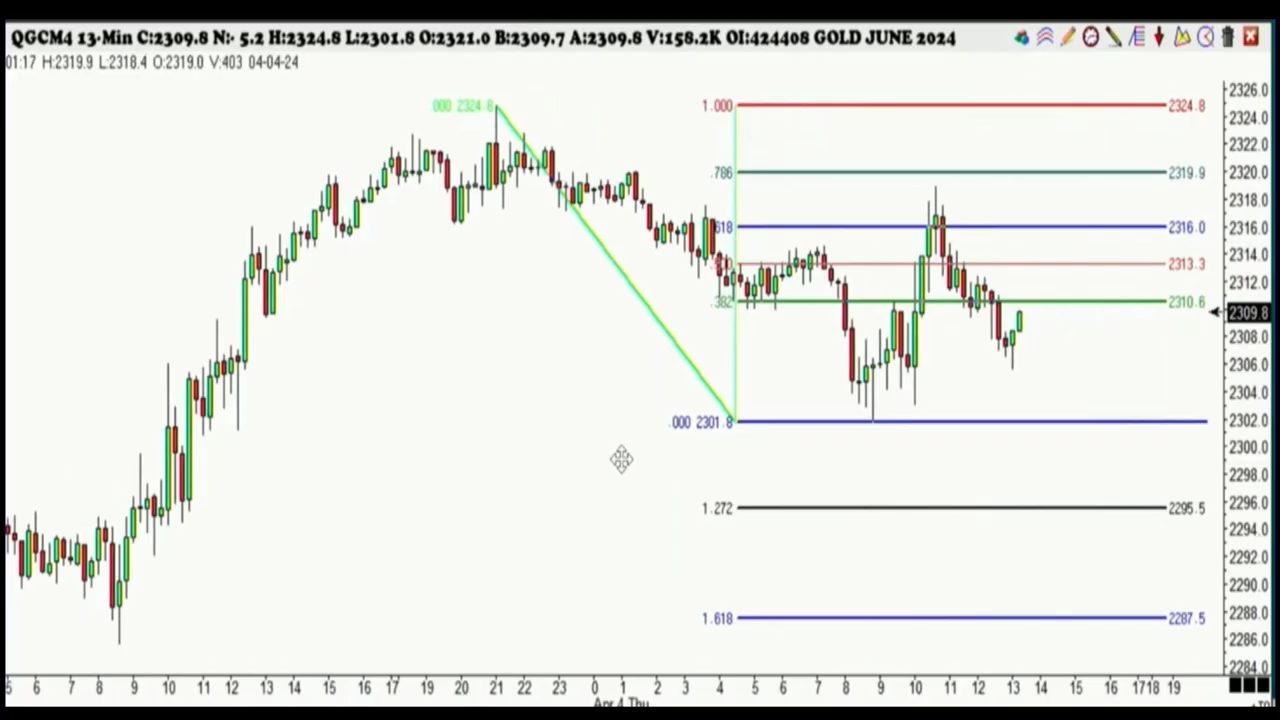 QGCM4 13-Min C:2309.8 N:- 5.2 H:2324.8 L:2301.8 O:2321.0 B:2309.7 A:2309.8 V:158.2K OI:424408 GOLD JUNE 2024
01:17 H:2319.9 L:2318.4 O:2319.0 V:403 04-04-24
2326.0
000 2324.8 1.000 2324.8
2324.0
2322.0
.786 2319.9 2320.0
2318.0
618 2316.0 2316.0
2314.0
2313.3
2312.0
.382 2310.6
2309.8
2308.0
2306.0
2304.0
.000 2301.8 2302.0
2300.0
2298.0
1.272 2295.5 2296.0
2294.0
2292.0
2290.0
1.618 2287.5 2288.0
2286.0
2284.0
5 6 7 8 9 10 11 12 13 14 15 16 17 19 20 21 22 23 0 1 2 3 4 5 6 7 8 9 10 11 12 13 14 15 16 1718 19
Apr 4 Thu